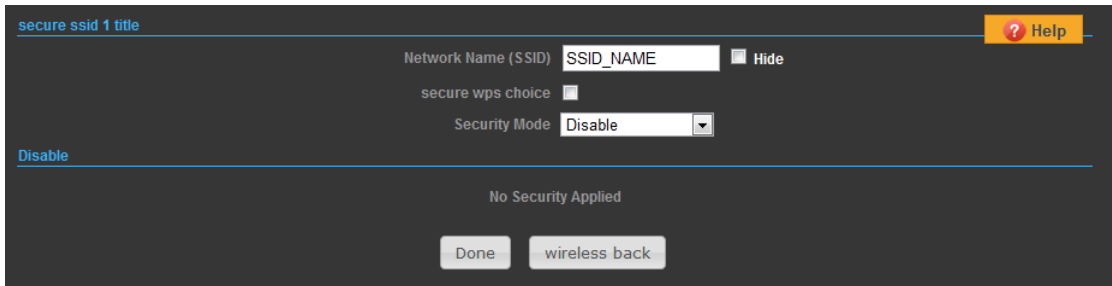 secure ssid 1 title
Help
Network Name (SSID) SSID_NAME Hide
secure wps choice
Security Mode Disable
Disable
No Security Applied
Done wireless back